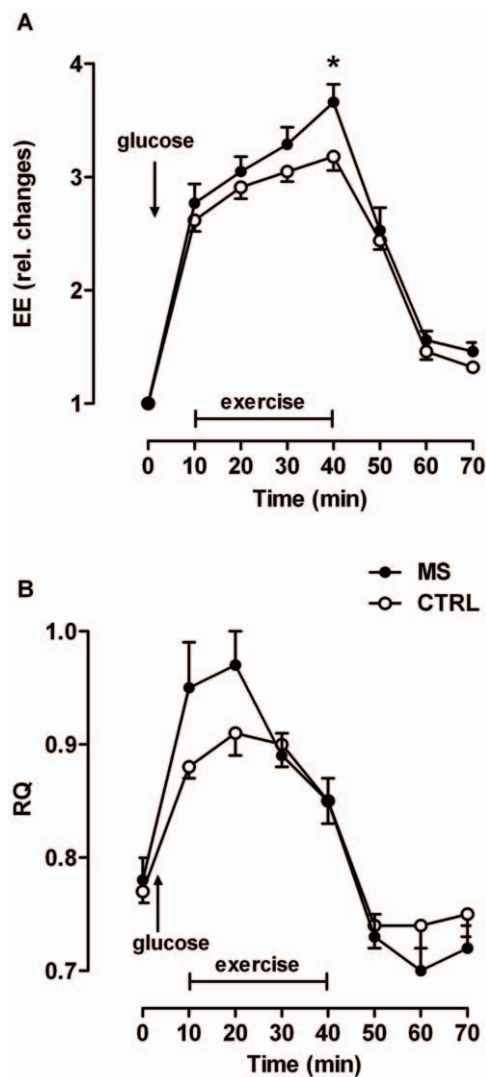 A
4
*
glucose
3
EE (rel. changes)
2
exercise
1
0 10 20 30 40 50 60 70
Time (min)
MS
B
CTRL
1.0
0.9
RQ
0.8
glucose
exercise
0.7
0 10 20 30 40 50 60 70
Time (min)